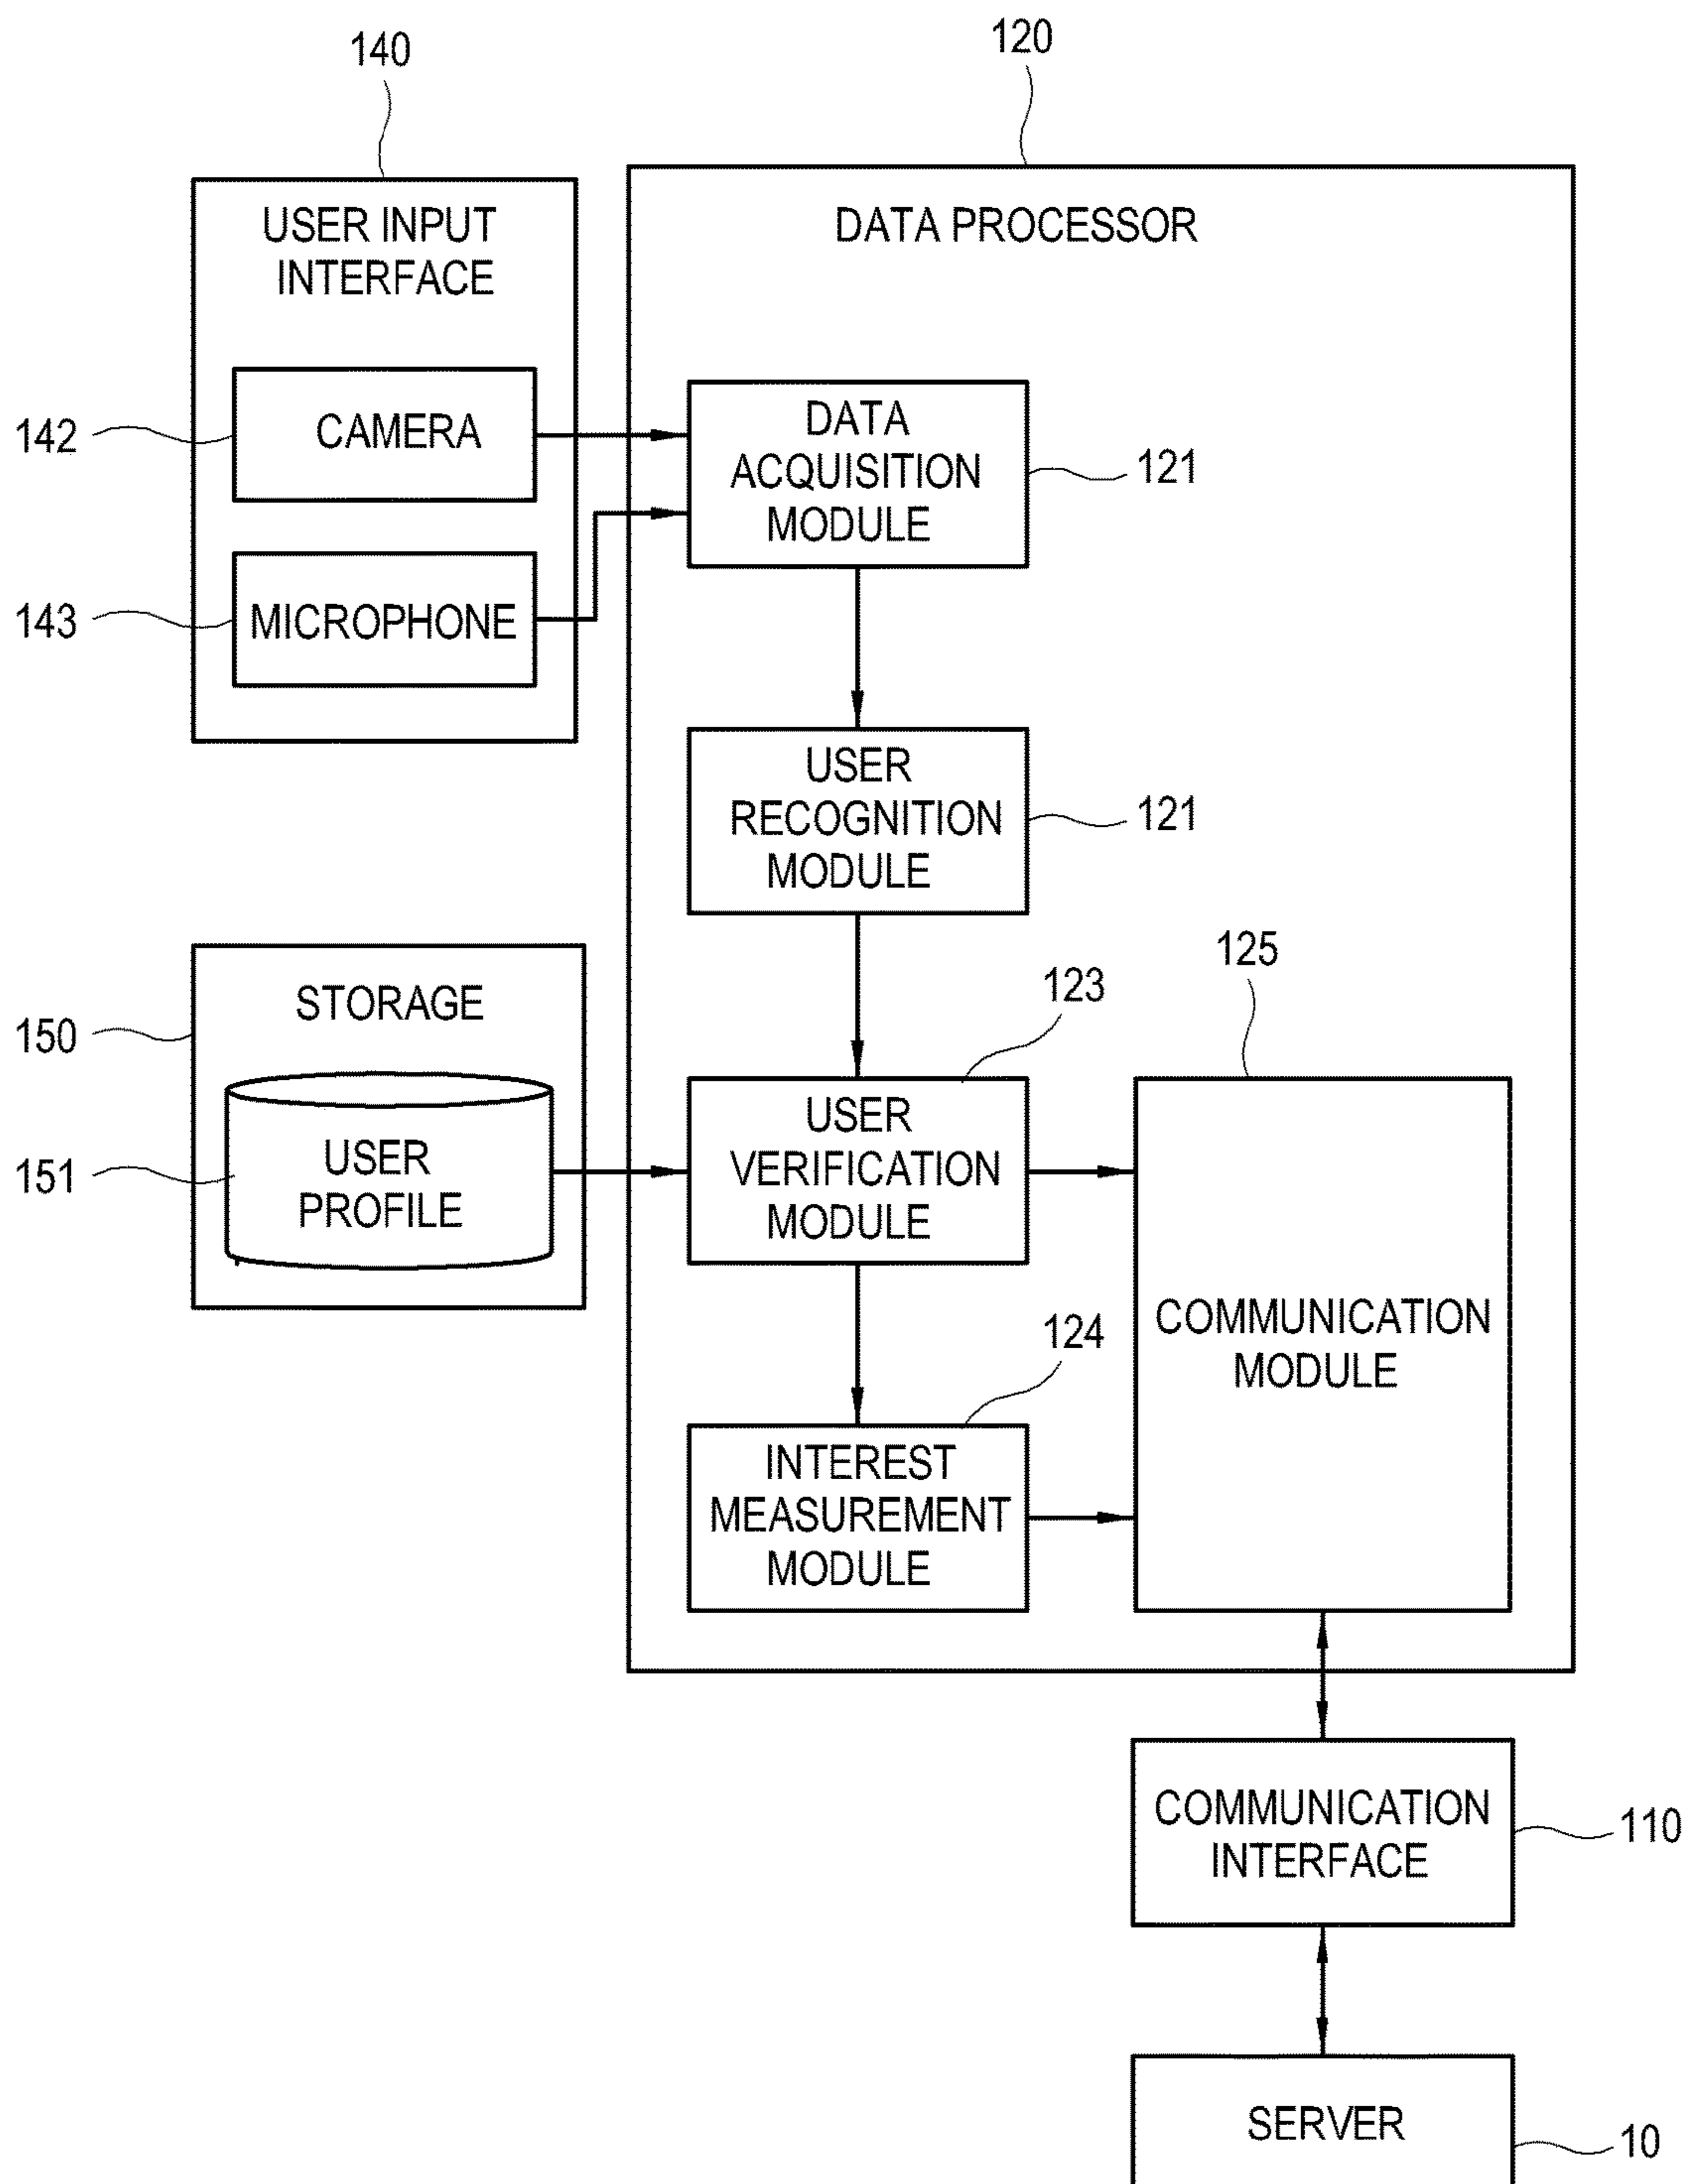 140
120
USER INPUT
INTERFACE
DATA PROCESSOR
142
CAMERA
DATA
ACQUISITION
MODULE
121
143
MICROPHONE
USER
RECOGNITION
MODULE
121
150
STORAGE
123
125
151
USER
PROFILE
USER
VERIFICATION
MODULE
COMMUNICATION
MODULE
124
INTEREST
MEASUREMENT
MODULE
COMMUNICATION
INTERFACE
110
SERVER
10